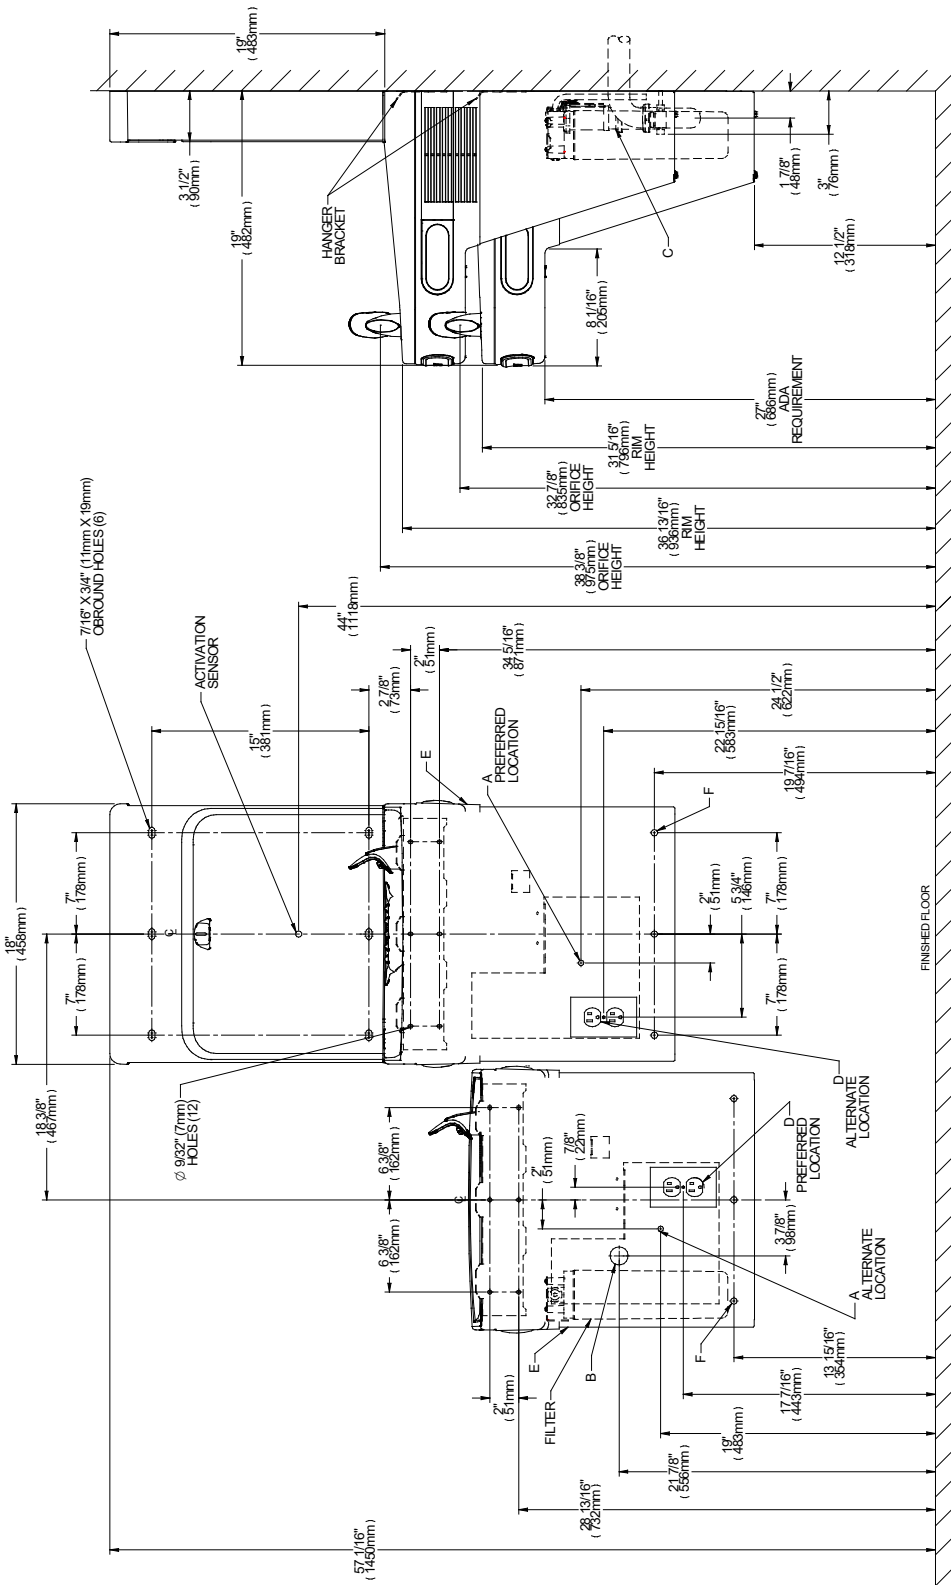 19"
( 483mm)
3 1/2"
( 90mm)
19"
( 482mm)
HANGER
BRACKET
1 7/8"
( 48mm)
3"
( 76mm)
C
12 1/2"
( 318mm)
8 1/16"
( 205mm)
27"
( 686mm)
ADA
REQUIREMENT
31 5/16"
( 796mm)
RIM
HEIGHT
32 7/8"
( 835mm)
ORIFICE
HEIGHT
36 13/16"
( 936mm)
RIM
HEIGHT
38 3/8"
( 975mm)
ORIFICE
HEIGHT
7/16" X 3/4" (11mm X 19mm)
OBROUND HOLES (6)
ACTIVATION
SENSOR
44"
( 1118mm)
15"
( 381mm)
2 7/8"
( 73mm)
2"
( 51mm)
34 5/16"
( 871mm)
E
A
PREFERRED
LOCATION
24 1/2"
( 622mm)
22 15/16"
( 583mm)
19 7/16"
( 494mm)
F
18"
( 458mm)
7"
( 178mm)
7"
( 178mm)
18 3/8"
( 467mm)
Ø 9/32" (7mm)
HOLES (12)
2"
( 51mm)
5 3/4"
( 146mm)
7"
( 178mm)
7"
( 178mm)
FINISHED FLOOR
D
ALTERNATE
LOCATION
D
PREFERRED
LOCATION
6 3/8"
( 162mm)
6 3/8"
( 162mm)
2"
( 51mm)
7/8"
( 22mm)
3 7/8"
( 98mm)
A
ALTERNATE
LOCATION
2"
( 51mm)
FILTER
E
B
F
13 15/16"
( 354mm)
17 7/16"
( 443mm)
19"
( 483mm)
21 7/8"
( 556mm)
28 13/16"
( 732mm)
57 1/16"
( 1450mm)